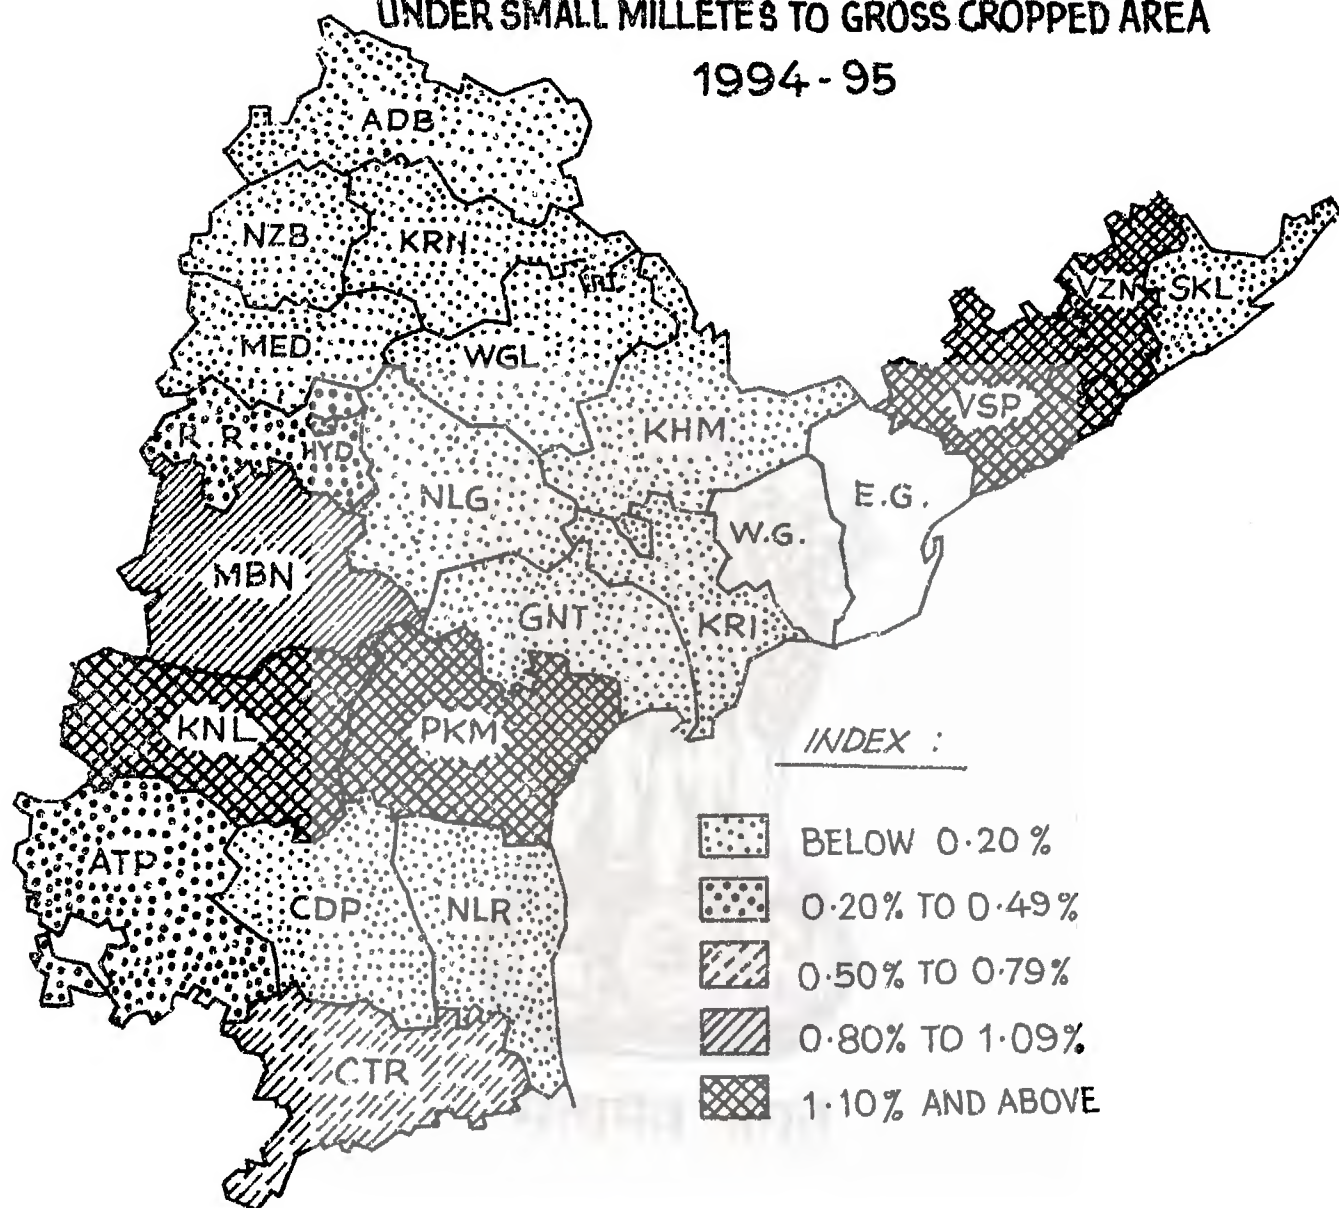 UNDER SMALL MILLETES TO GROSS CROPPED AREA
1994-95
ADB
NZB
KRN
MED
WGL
R.R
HYD
KHM
NLG
MBN
W.G.
E.G.
VSP
VZN
SKL
GNT
KRI
KNL
PKM
ATP
CDP
NLR
CTR
INDEX :
BELOW 0·20%
0·20% TO 0·49%
0·50% TO 0·79%
0·80% TO 1·09%
1·10% AND ABOVE